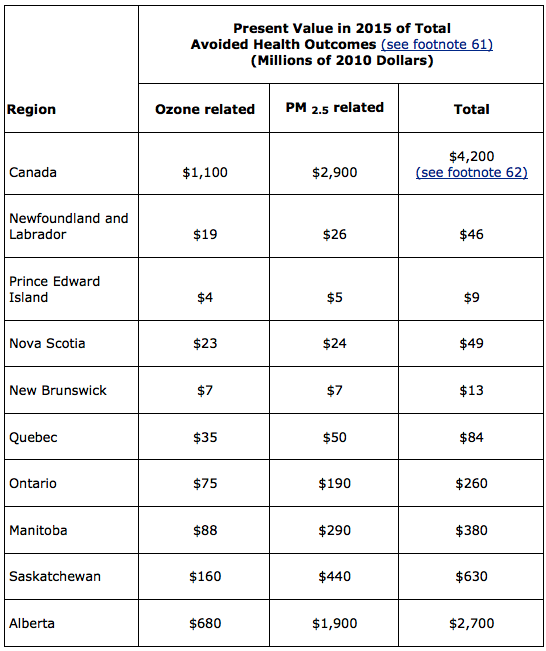 Present Value in 2015 of Total
Avoided Health Outcomes (see footnote 61)
(Millions of 2010 Dollars)
Region
Ozone related
PM 2.5 related
Total
Canada
$1,100
$2,900
$4,200
(see footnote 62)
Newfoundland and
Labrador
$19
$26
$46
Prince Edward
Island
$4
$5
$9
Nova Scotia
$23
$24
$49
New Brunswick
$7
$7
$13
Quebec
$35
$50
$84
Ontario
$75
$190
$260
Manitoba
$88
$290
$380
Saskatchewan
$160
$440
$630
Alberta
$680
$1,900
$2,700